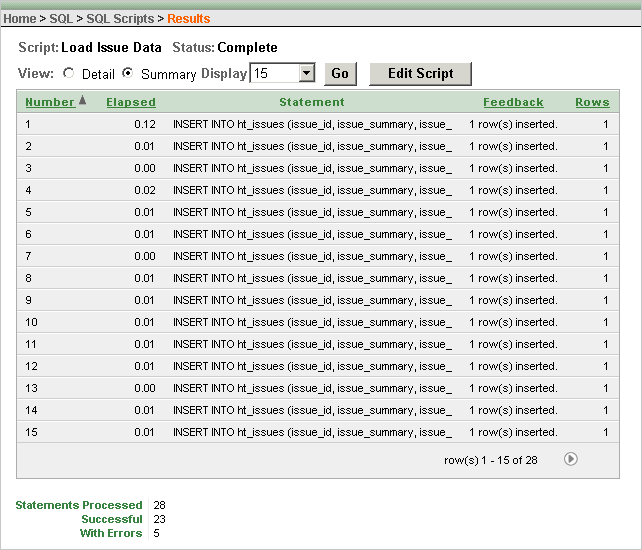 Home > SQL > SQL Scripts > Results
Script: Load Issue Data Status: Complete
View: Detail Summary Display 15 Go Edit Script
Number Elapsed Statement Feedback Rows
1 0.12 INSERT INTO ht_issues (issue_id, issue_summary, issue_ 1 row(s) inserted. 1
2 0.01 INSERT INTO ht_issues (issue_id, issue_summary, issue_ 1 row(s) inserted. 1
3 0.00 INSERT INTO ht_issues (issue_id, issue_summary, issue_ 1 row(s) inserted. 1
4 0.02 INSERT INTO ht_issues (issue_id, issue_summary, issue_ 1 row(s) inserted. 1
5 0.01 INSERT INTO ht_issues (issue_id, issue_summary, issue_ 1 row(s) inserted. 1
6 0.01 INSERT INTO ht_issues (issue_id, issue_summary, issue_ 1 row(s) inserted. 1
7 0.00 INSERT INTO ht_issues (issue_id, issue_summary, issue_ 1 row(s) inserted. 1
8 0.01 INSERT INTO ht_issues (issue_id, issue_summary, issue_ 1 row(s) inserted. 1
9 0.01 INSERT INTO ht_issues (issue_id, issue_summary, issue_ 1 row(s) inserted. 1
10 0.01 INSERT INTO ht_issues (issue_id, issue_summary, issue_ 1 row(s) inserted. 1
11 0.01 INSERT INTO ht_issues (issue_id, issue_summary, issue_ 1 row(s) inserted. 1
12 0.01 INSERT INTO ht_issues (issue_id, issue_summary, issue_ 1 row(s) inserted. 1
13 0.00 INSERT INTO ht_issues (issue_id, issue_summary, issue_ 1 row(s) inserted. 1
14 0.01 INSERT INTO ht_issues (issue_id, issue_summary, issue_ 1 row(s) inserted. 1
15 0.01 INSERT INTO ht_issues (issue_id, issue_summary, issue_ 1 row(s) inserted. 1
row(s) 1 - 15 of 28
Statements Processed 28
Successful 23
With Errors 5